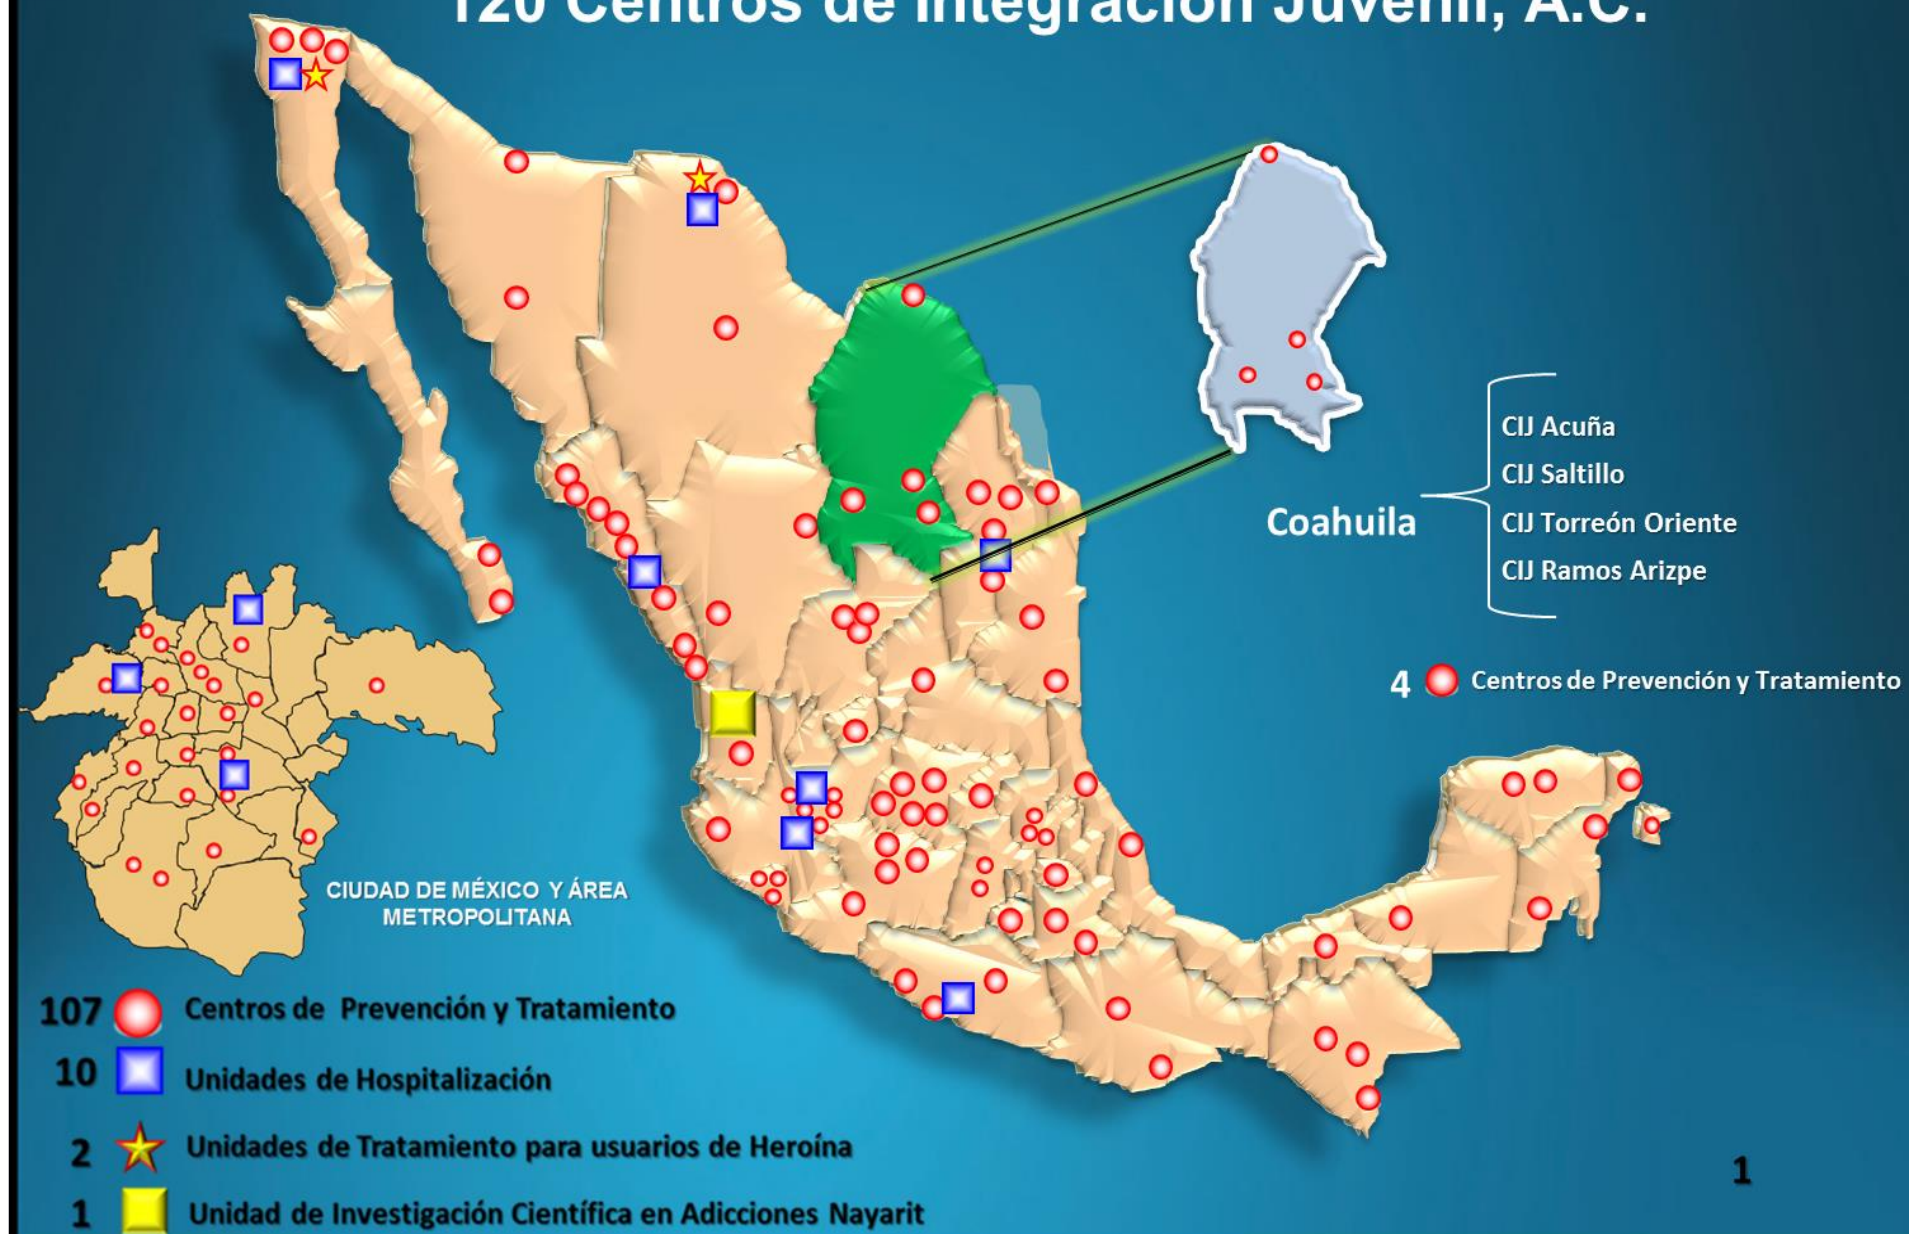 120 Centros de Integración Juvenil, A.C.
CIJ Acuña
CIJ Saltillo
Coahuila
CIJ Torreón Oriente
CIJ Ramos Arizpe
4 Centros de Prevención y Tratamiento
CIUDAD DE MÉXICO Y ÁREA
METROPOLITANA
107 Centros de Prevención y Tratamiento
10 Unidades de Hospitalización
2 Unidades de Tratamiento para usuarios de Heroína
1 Unidad de Investigación Científica en Adicciones Nayarit
1